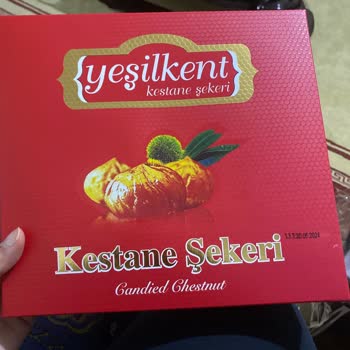 yeşilkent
kestane şekeri
Kestane Şekeri
Candied Chestnut